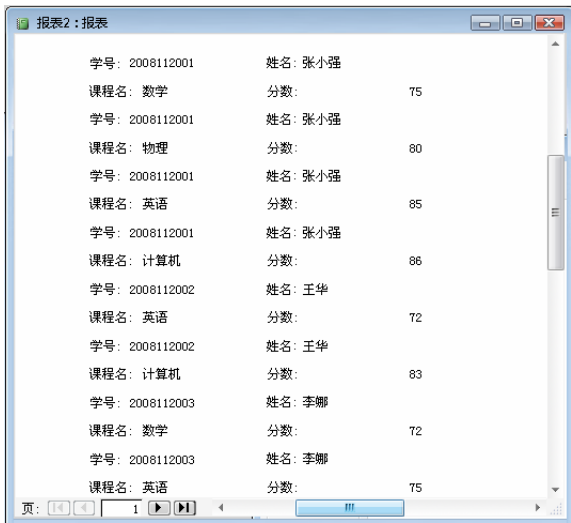 报表2:报表
学号: 2008112001 姓名: 张小强
课程名: 数学 分数: 75
学号: 2008112001 姓名: 张小强
课程名: 物理 分数: 80
学号: 2008112001 姓名: 张小强
课程名: 英语 分数: 85
学号: 2008112001 姓名: 张小强
课程名: 计算机 分数: 86
学号: 2008112002 姓名: 王华
课程名: 英语 分数: 72
学号: 2008112002 姓名: 王华
课程名: 计算机 分数: 83
学号: 2008112003 姓名: 李娜
课程名: 数学 分数: 72
学号: 2008112003 姓名: 李娜
课程名: 英语 分数: 75
页: 1